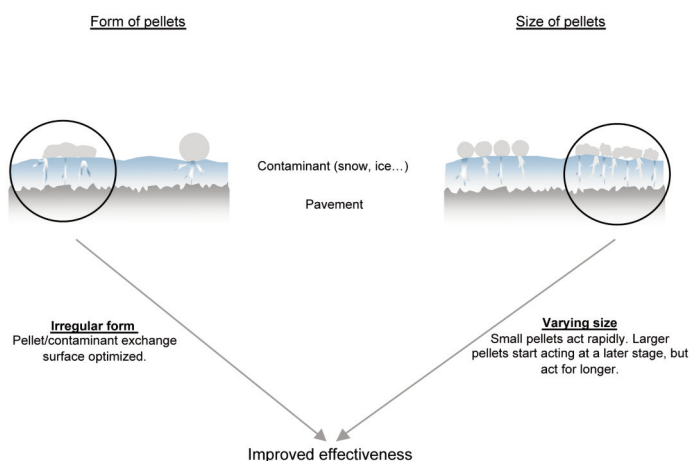 Form of pellets
Size of pellets
Contaminant (snow, ice…)
Pavement
Irregular form
Pellet/contaminant exchange
surface optimized.
Varying size
Small pellets act rapidly. Larger
pellets start acting at a later stage, but
act for longer.
Improved effectiveness